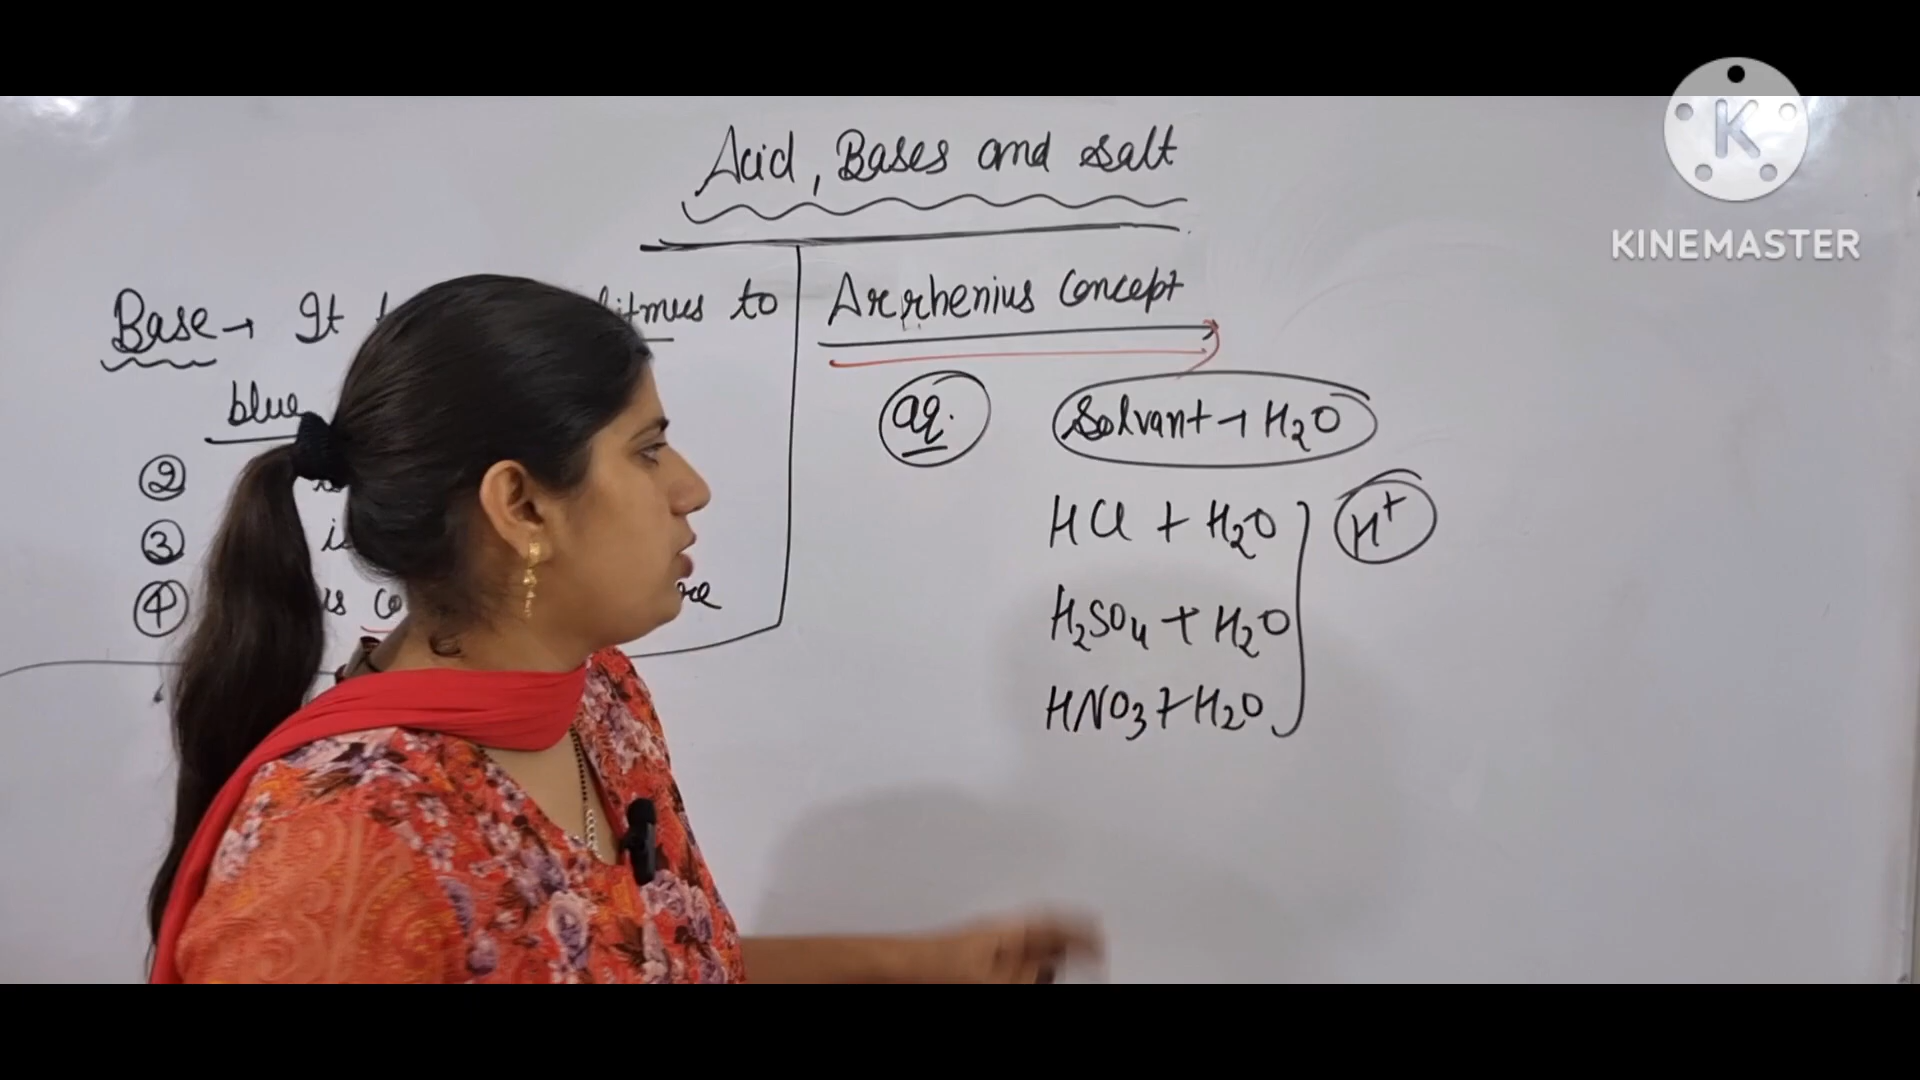 Acid, Bases and salt
Base → It litmus to
blue
②
③
④ is
Arrhenius Concept
aq. Solvant → H₂O
HCl + H₂O H⁺
H₂SO₄ + H₂O
HNO₃ + H₂O
K
KINEMASTER